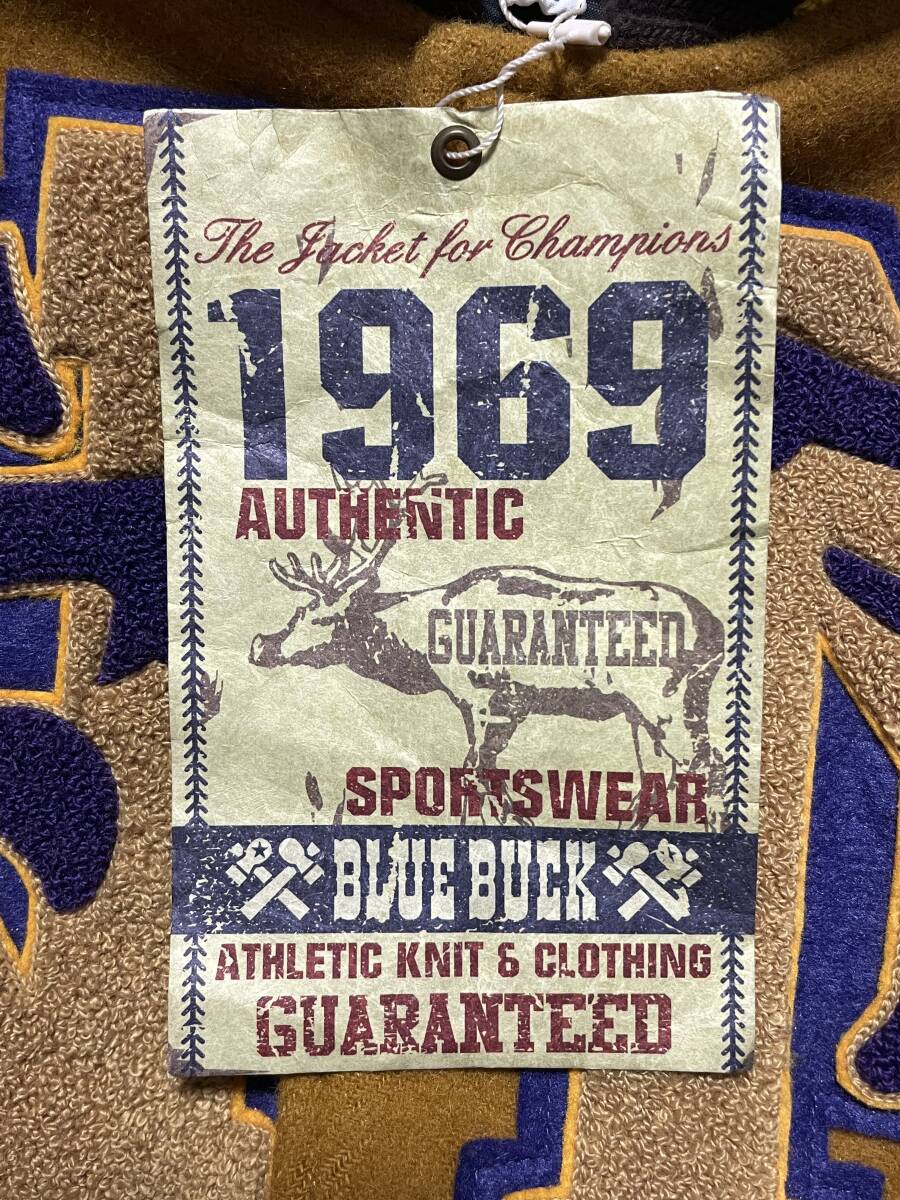 The Jacket for Champions
1969
AUTHENTIC
GUARANTEED
SPORTSWEAR
BLUE BUCK
ATHLETIC KNIT & CLOTHING
GUARANTEED